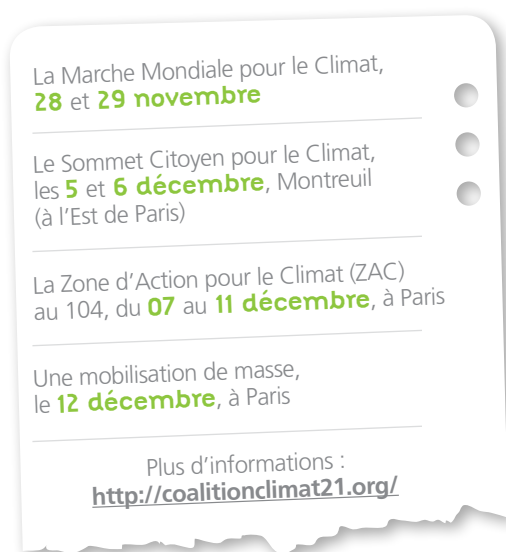 La Marche Mondiale pour le Climat,
28 et 29 novembre
Le Sommet Citoyen pour le Climat,
les 5 et 6 décembre, Montreuil
(à l’Est de Paris)
La Zone d’Action pour le Climat (ZAC)
au 104, du 07 au 11 décembre, à Paris
Une mobilisation de masse,
le 12 décembre, à Paris
Plus d’informations :
http://coalitionclimat21.org/